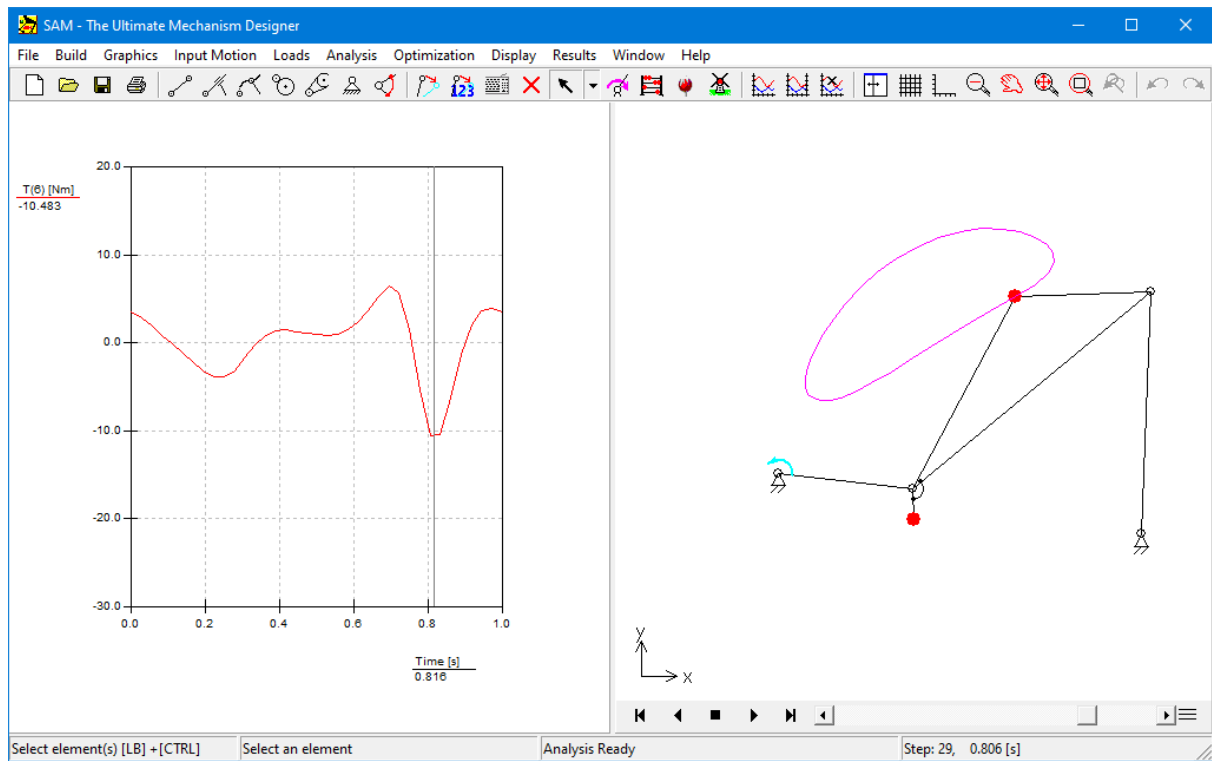 SAM - The Ultimate Mechanism Designer
File Build Graphics Input Motion Loads Analysis Optimization Display Results Window Help
123
T(6) [Nm]
-10.483
20.0
10.0
0.0
-10.0
-20.0
-30.0
0.0 0.2 0.4 0.6 0.8 1.0
Time [s]
0.816
y
x
Select element(s) [LB] +[CTRL] Select an element Analysis Ready Step: 29, 0.806 [s]